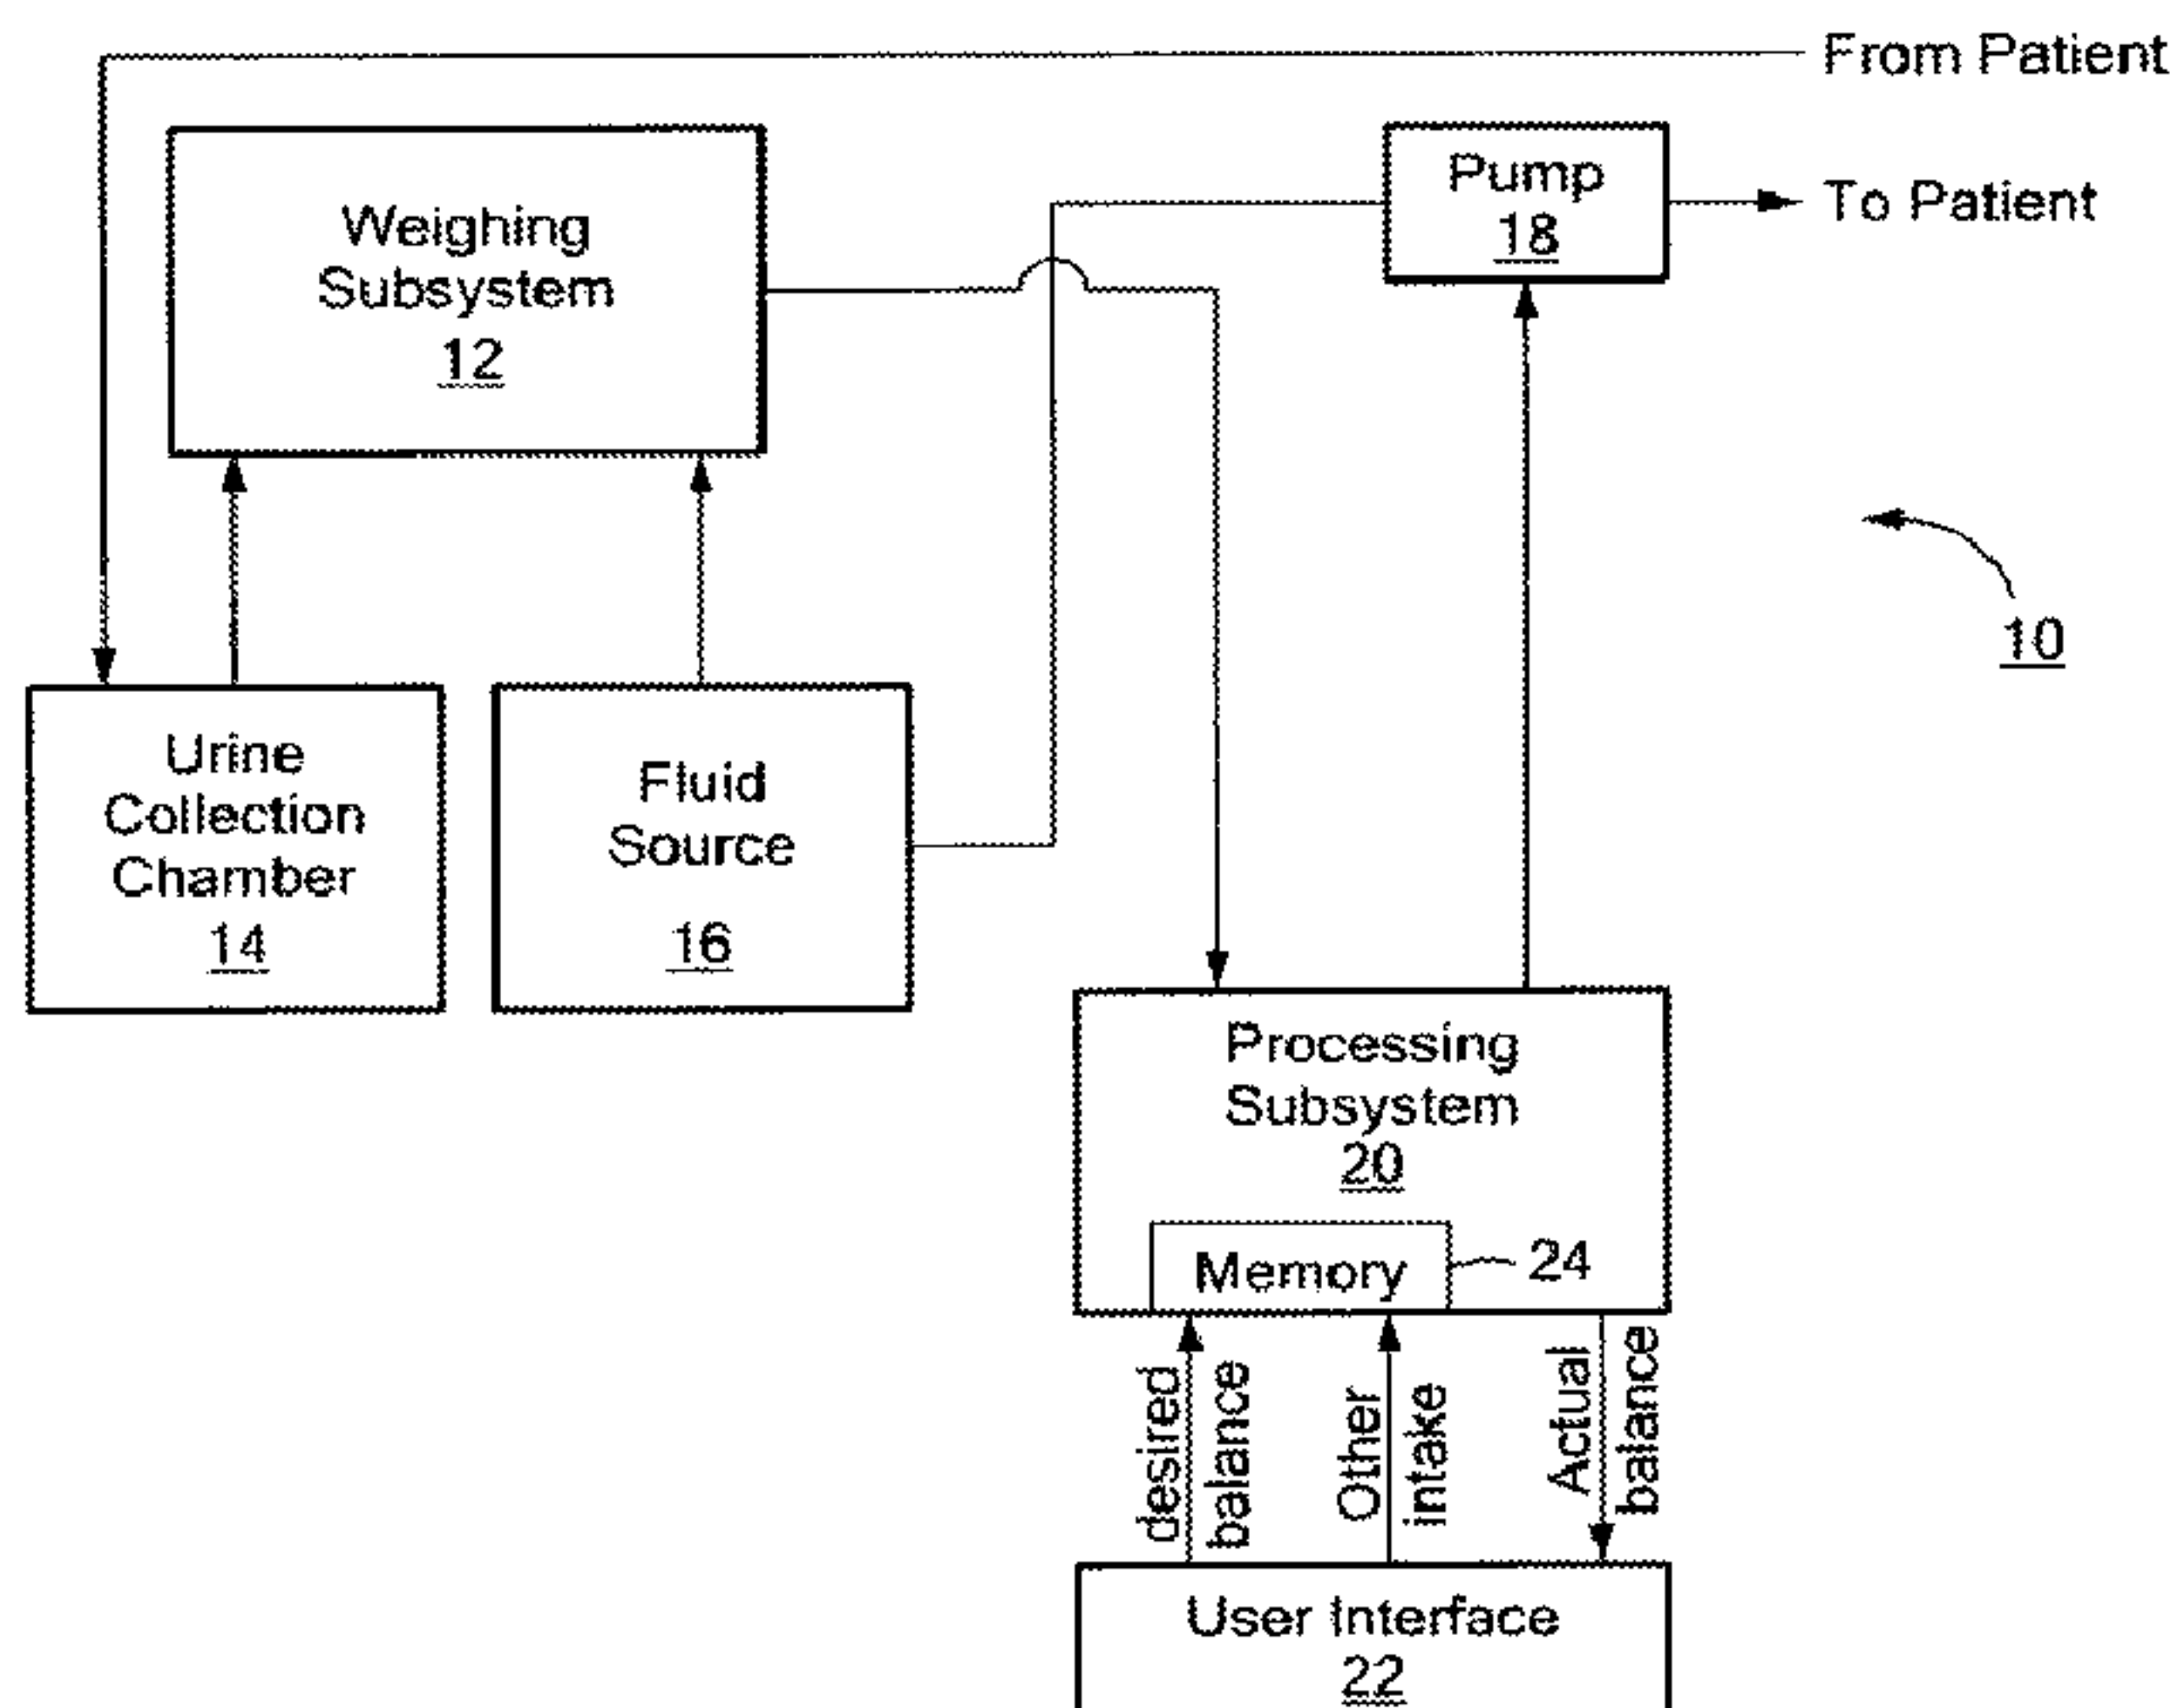 From Patient
Weighing
Subsystem
12
Pump
18
To Patient
10
Urine
Collection
Chamber
14
Fluid
Source
16
Processing
Subsystem
20
Memory
24
desired
balance
Other
intake
Actual
balance
User Interface
22